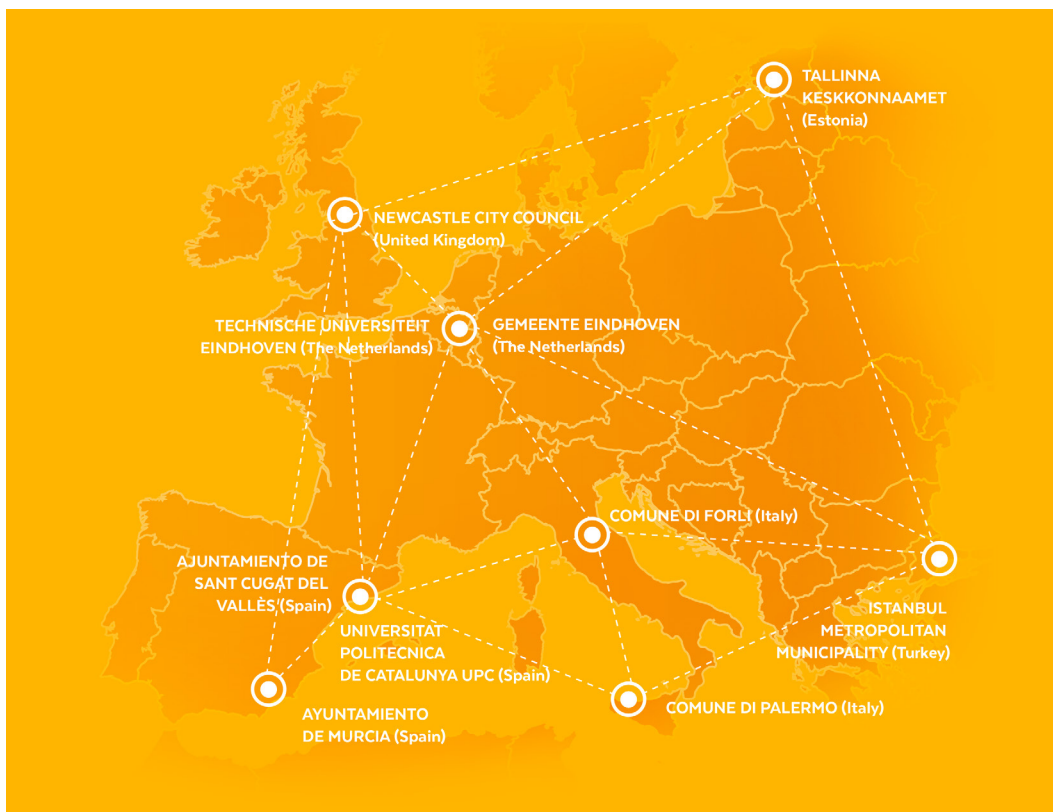 TALLINNA
KESKKONNAAMET
(Estonia)
NEWCASTLE CITY COUNCIL
(United Kingdom)
TECHNISCHE UNIVERSITEIT
EINDHOVEN (The Netherlands)
GEMEENTE EINDHOVEN
(The Netherlands)
COMUNE DI FORLI (Italy)
AJUNTAMIENTO DE
SANT CUGAT DEL
VALLÈS (Spain)
UNIVERSITAT
POLITECNICA
DE CATALUNYA UPC (Spain)
ISTANBUL
METROPOLITAN
MUNICIPALITY (Turkey)
AYUNTAMIENTO
DE MURCIA (Spain)
COMUNE DI PALERMO (Italy)